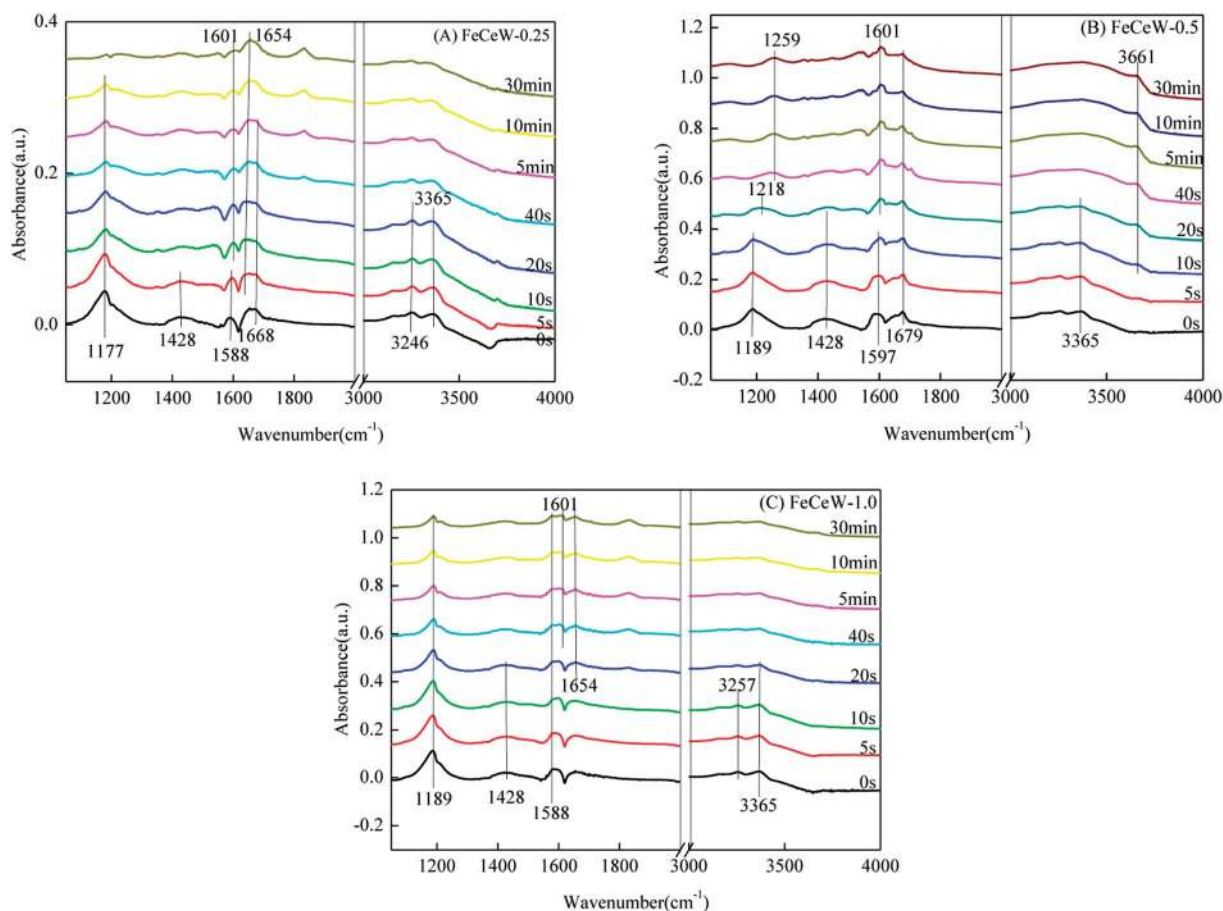 0.4
1601
1654
(A) FeCeW-0.25
30min
10min
5min
0.2
3365
40s
20s
10s
5s
0.0
0s
1177
1428
1588
1668
3246
1200 1400 1600 1800 3000 3500 4000
Wavenumber(cm-1)
Absorbance(a.u.)
1.2
(B) FeCeW-0.5
1259
1601
3661
1.0
30min
10min
0.8
5min
0.6
1218
40s
0.4
20s
10s
0.2
5s
0.0
0s
1189
1428
1597
1679
3365
-0.2
1200 1400 1600 1800 3000 3500 4000
Wavenumber(cm-1)
Absorbance(a.u.)
1.2
1601
(C) FeCeW-1.0
30min
1.0
10min
0.8
5min
0.6
40s
1654
3257
20s
0.4
10s
0.2
5s
0.0
0s
1189
1428
1588
3365
-0.2
1200 1400 1600 1800 3000 3500 4000
Wavenumber(cm-1)
Absorbance(a.u.)